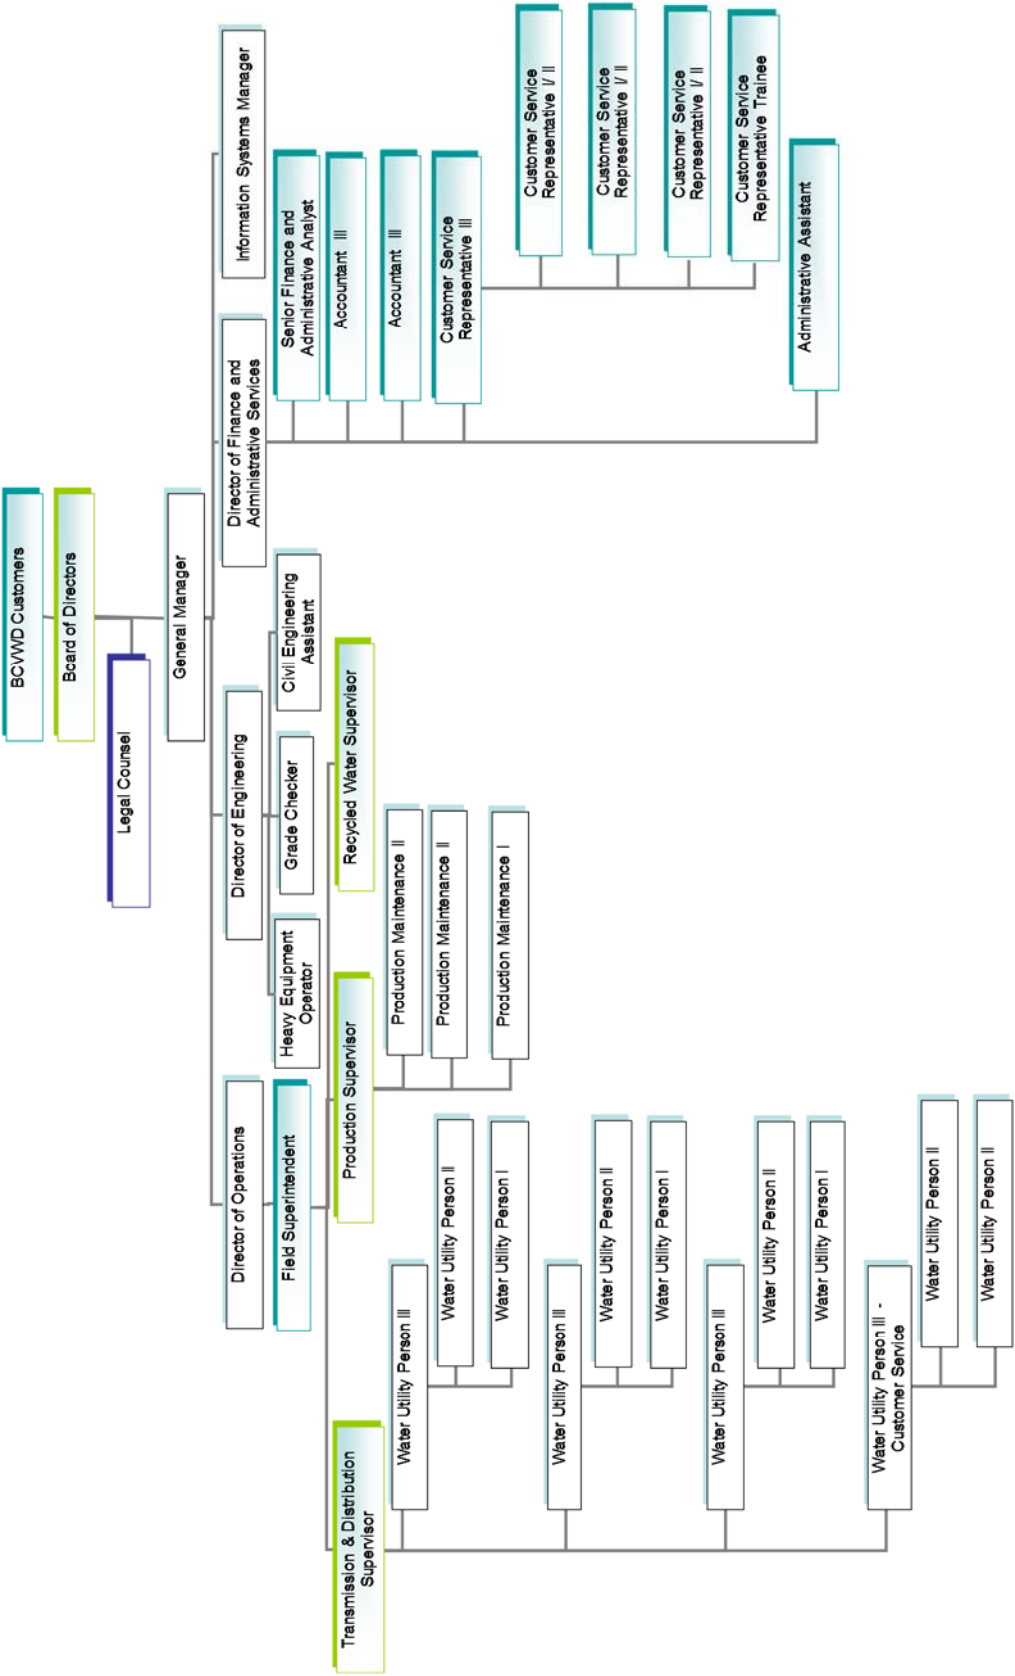 BCVWD Customers
Board of Directors
Legal Counsel
General Manager
Director of Operations
Director of Engineering
Director of Finance and
Administrative Services
Information Systems Manager
Field Superintendent
Heavy Equipment
Operator
Grade Checker
Civil Engineering
Assistant
Senior Finance and
Administrative Analyst
Transmission & Distribution
Supervisor
Production Supervisor
Recycled Water Supervisor
Accountant III
Water Utility Person III
Production Maintenance II
Accountant III
Water Utility Person II
Production Maintenance II
Customer Service
Representative III
Water Utility Person I
Production Maintenance I
Customer Service
Representative I/ II
Water Utility Person III
Water Utility Person II
Customer Service
Representative I/ II
Water Utility Person I
Customer Service
Representative I/ II
Water Utility Person III
Water Utility Person II
Customer Service
Representative Trainee
Water Utility Person I
Administrative Assistant
Water Utility Person III -
Customer Service
Water Utility Person II
Water Utility Person II